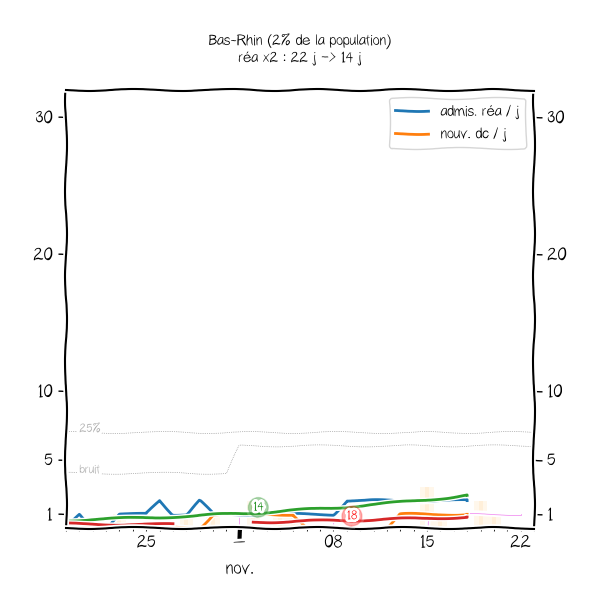 Bas-Rhin (2% de la population)
réa x2 : 22 j -> 14 j
admis. réa / j
nouv. dc / j
30 30
20 20
10 10
25%
5 5
bruit
14
18
1 1
25 1 08 15 22
nov.